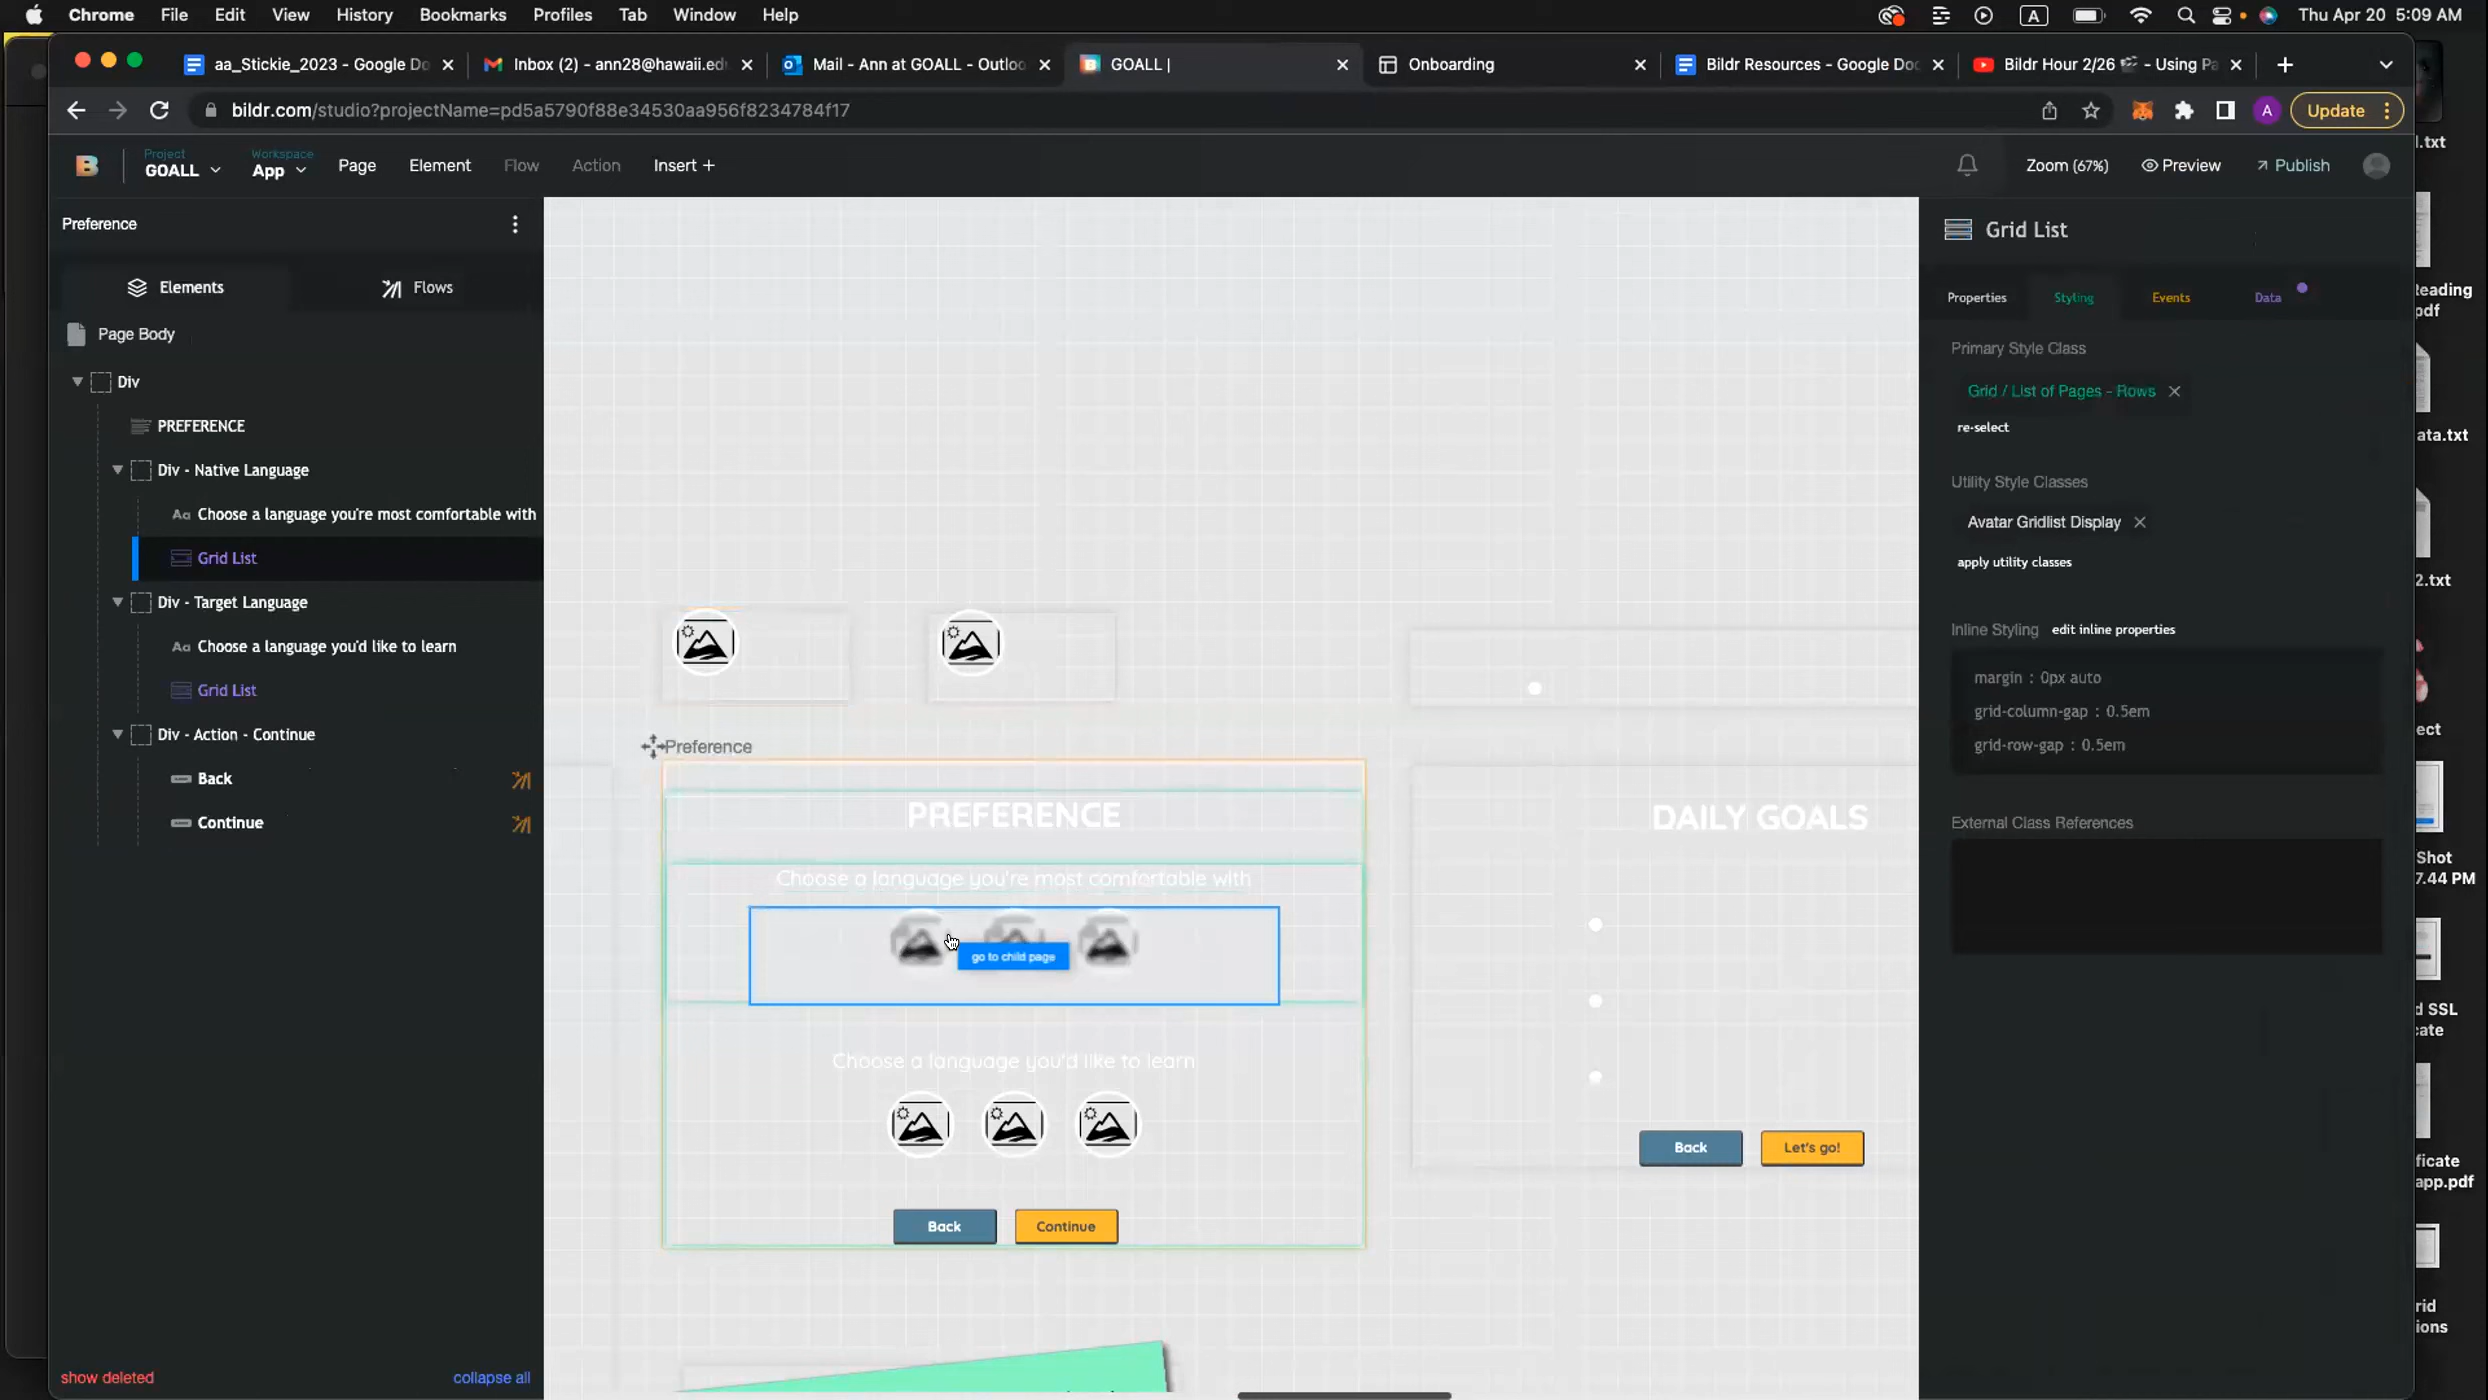 Chrome File Edit View History Bookmarks Profiles Tab Window Help A Thu Apr 20 5:09 AM
aa_Stickie_2023 - Google Do
Inbox (2) - ann28@hawaii.ed
Mail - Ann at GOALL - Outloo
GOALL |
Onboarding
Bildr Resources - Google Doc
Bildr Hour 2/26 🎬 - Using Pa
bildr.com/studio?projectName=pd5a5790f88e34530aa956f8234784f17
A
Update
B
Project
GOALL
Workspace
App
Page Element Flow Action Insert +
Zoom (67%) Preview Publish
Preference
Elements
Flows
Page Body
Div
PREFERENCE
Div - Native Language
Aa Choose a language you're most comfortable with
Grid List
Div - Target Language
Aa Choose a language you'd like to learn
Grid List
Div - Action - Continue
Back
Continue
show deleted
collapse all
Preference
PREFERENCE
Choose a language you're most comfortable with
go to child page
Choose a language you'd like to learn
Back
Continue
DAILY GOALS
Back
Let's go!
Grid List
Properties
Styling
Events
Data
Primary Style Class
Grid / List of Pages - Rows
re-select
Utility Style Classes
Avatar Gridlist Display
apply utility classes
Inline Styling edit inline properties
margin : 0px auto
grid-column-gap : 0.5em
grid-row-gap : 0.5em
External Class References
.txt
Reading
pdf
ata.txt
2.txt
ect
Shot
7.44 PM
d SSL
cate
ficate
app.pdf
rid
ions